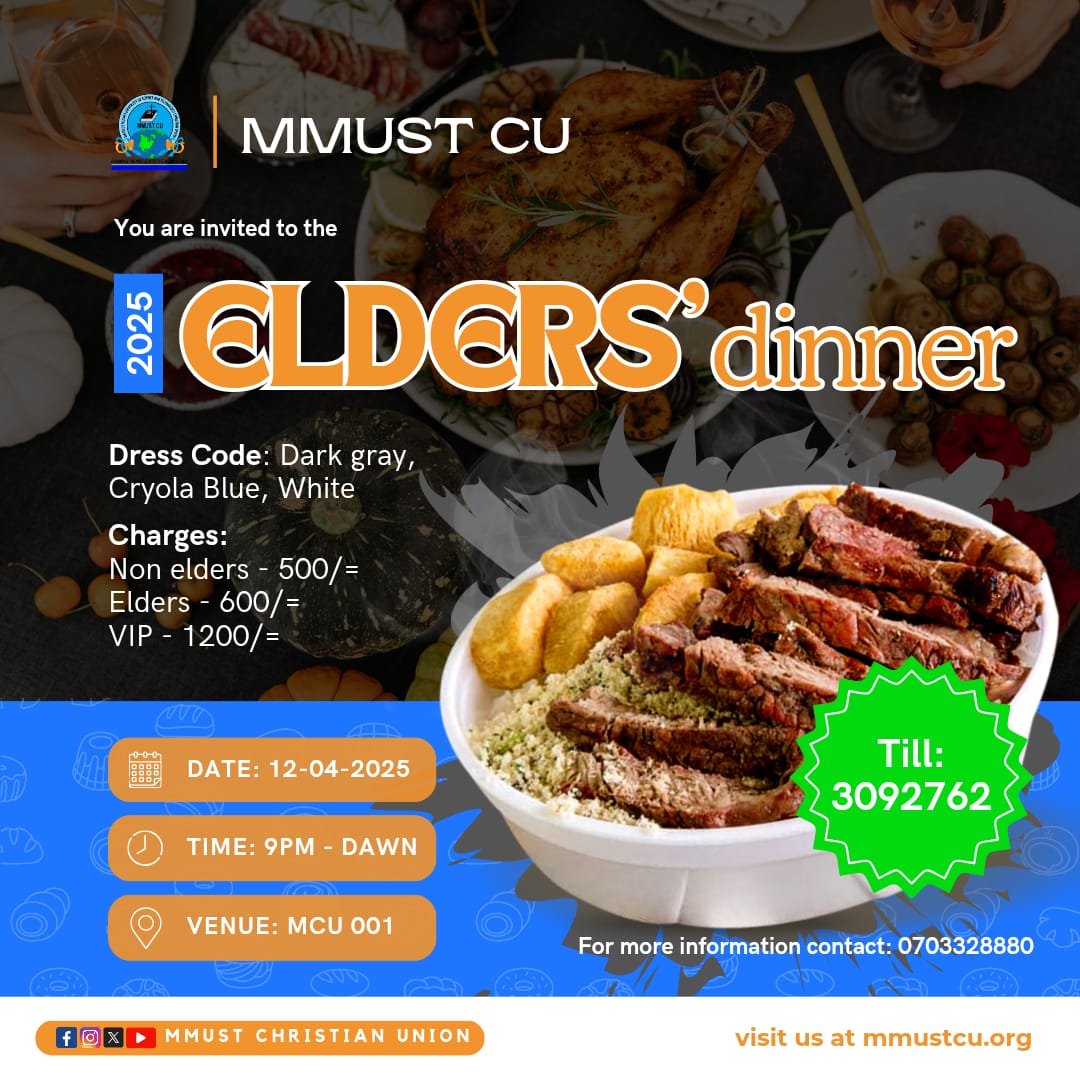 MMUST CU
MMUST CU
You are invited to the
2025
ELDERS' dinner
Dress Code: Dark gray,
Cryola Blue, White
Charges:
Non elders - 500/=
Elders - 600/=
VIP - 1200/=
DATE: 12-04-2025
TIME: 9PM - DAWN
VENUE: MCU 001
Till:
3092762
For more information contact: 0703328880
MMUST CHRISTIAN UNION
visit us at mmustcu.org